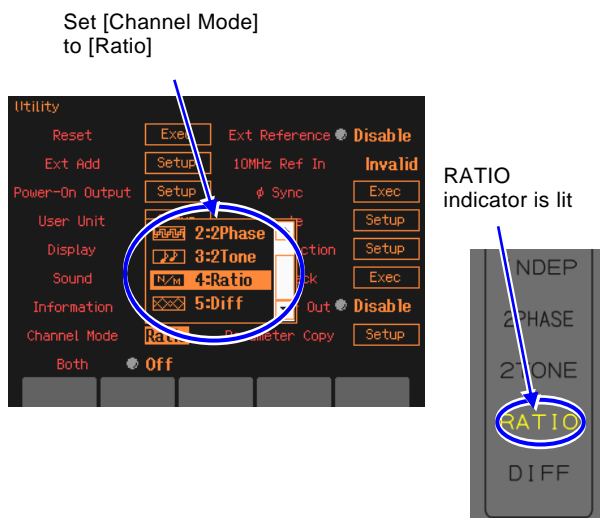 Set [Channel Mode]
to [Ratio]
Utility
Reset Exec Ext Reference Disable
Ext Add Setup 10MHz Ref In Invalid
Power-On Output Setup φ Sync Exec
User Unit Setup
2:2Phase
Display ction Setup
3:2Tone
Sound ck Exec
N/M 4:Ratio
Information Out Disable
5:Diff
Channel Mode Ratio Parameter Copy Setup
Both Off
RATIO
indicator is lit
NDEP
2PHASE
2TONE
RATIO
DIFF